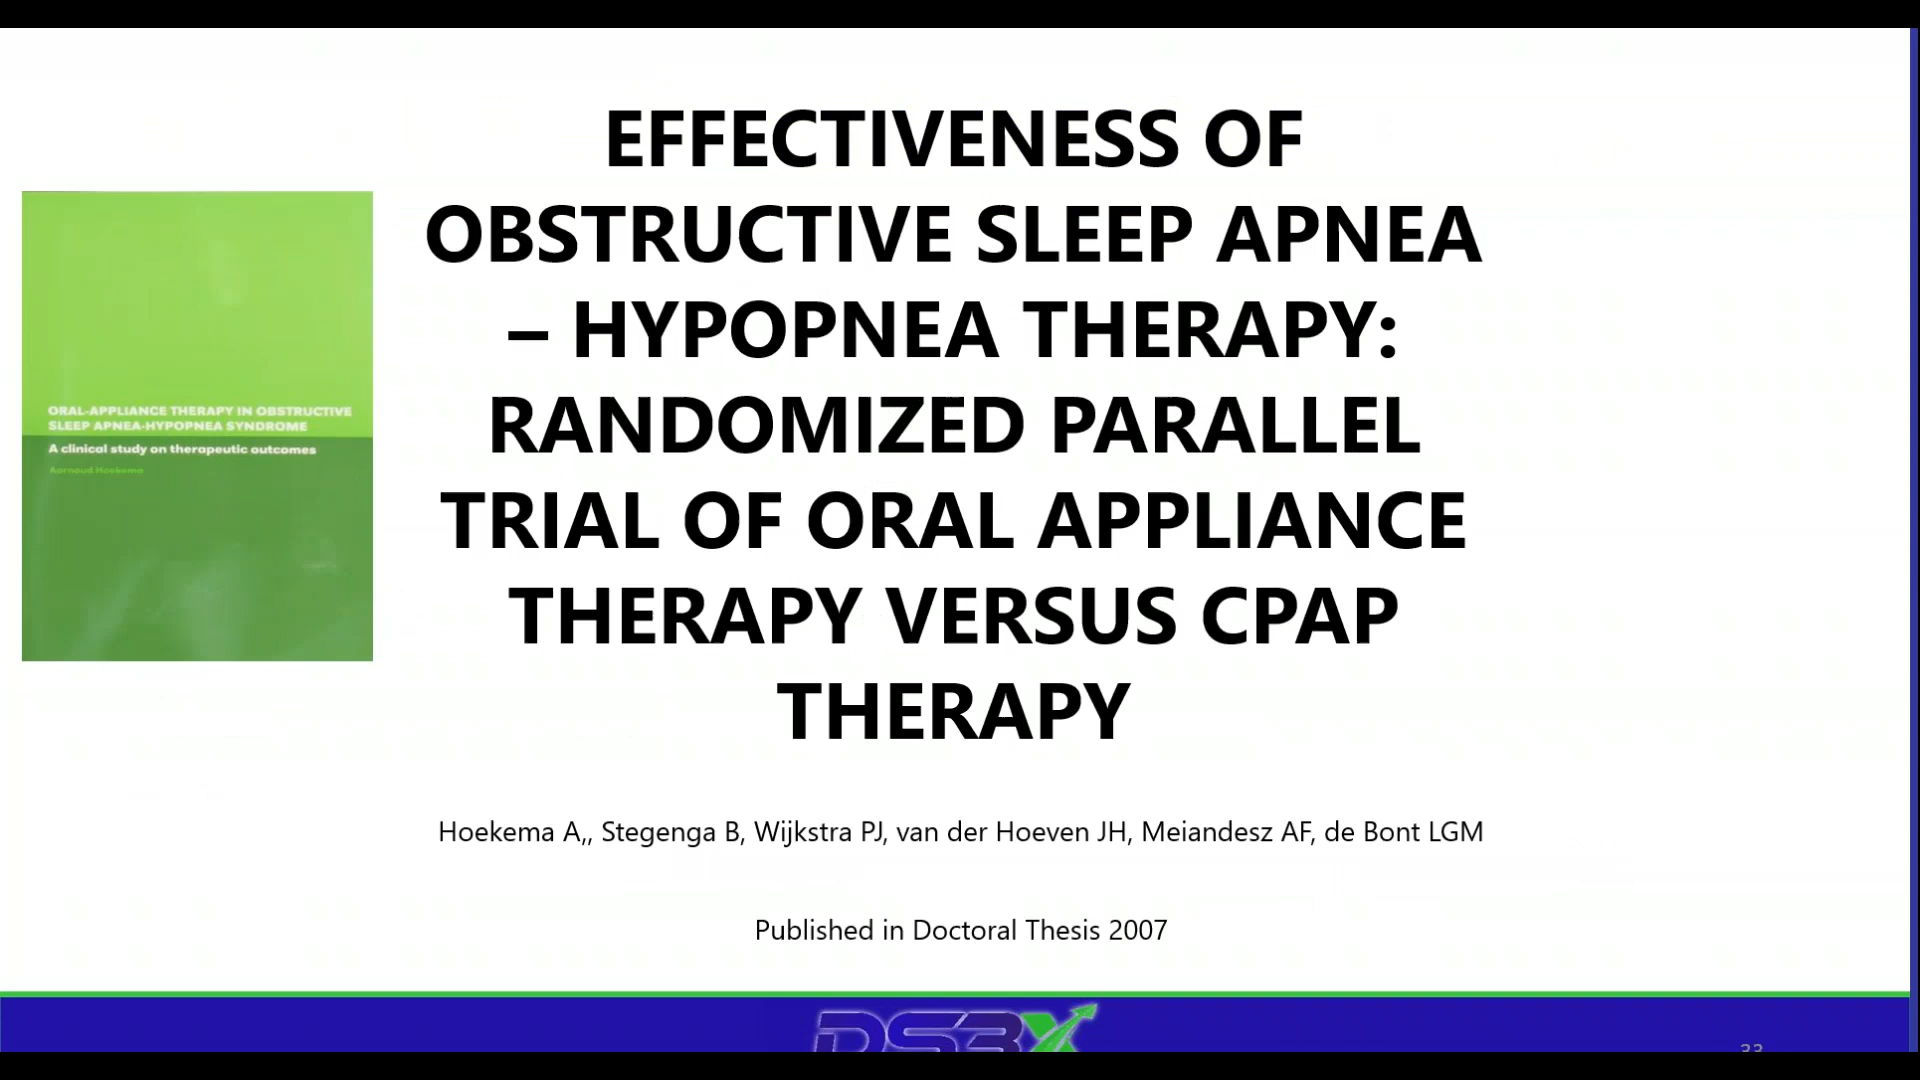 EFFECTIVENESS OF
OBSTRUCTIVE SLEEP APNEA
– HYPOPNEA THERAPY:
RANDOMIZED PARALLEL
TRIAL OF ORAL APPLIANCE
THERAPY VERSUS CPAP
THERAPY
ORAL-APPLIANCE THERAPY IN OBSTRUCTIVE
SLEEP APNEA-HYPOPNEA SYNDROME
A clinical study on therapeutic outcomes
Aarnoud Hoekema
Hoekema A,, Stegenga B, Wijkstra PJ, van der Hoeven JH, Meiandesz AF, de Bont LGM
Published in Doctoral Thesis 2007
DS3X
33